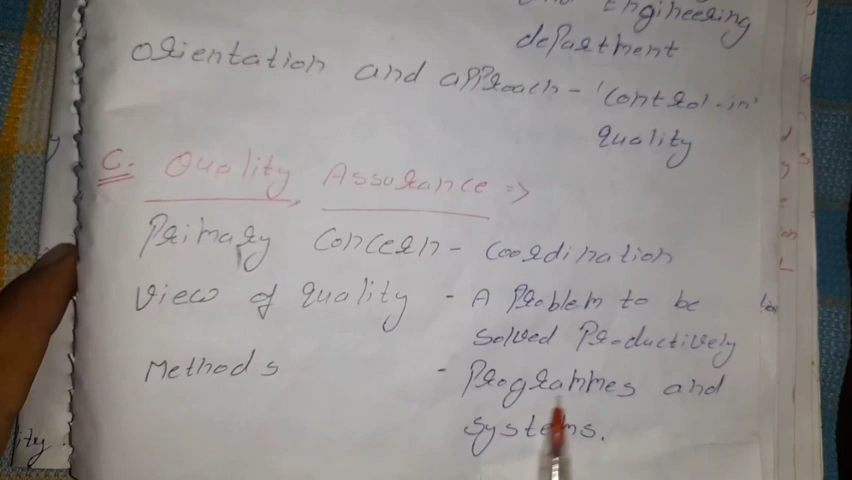 and Engineering
department
Orientation and approach - 'control-in'
quality
C. Quality Assurance =>
Primary concern - coordination
View of quality - A Problem to be
solved Productively
Methods - Programmes and
systems.